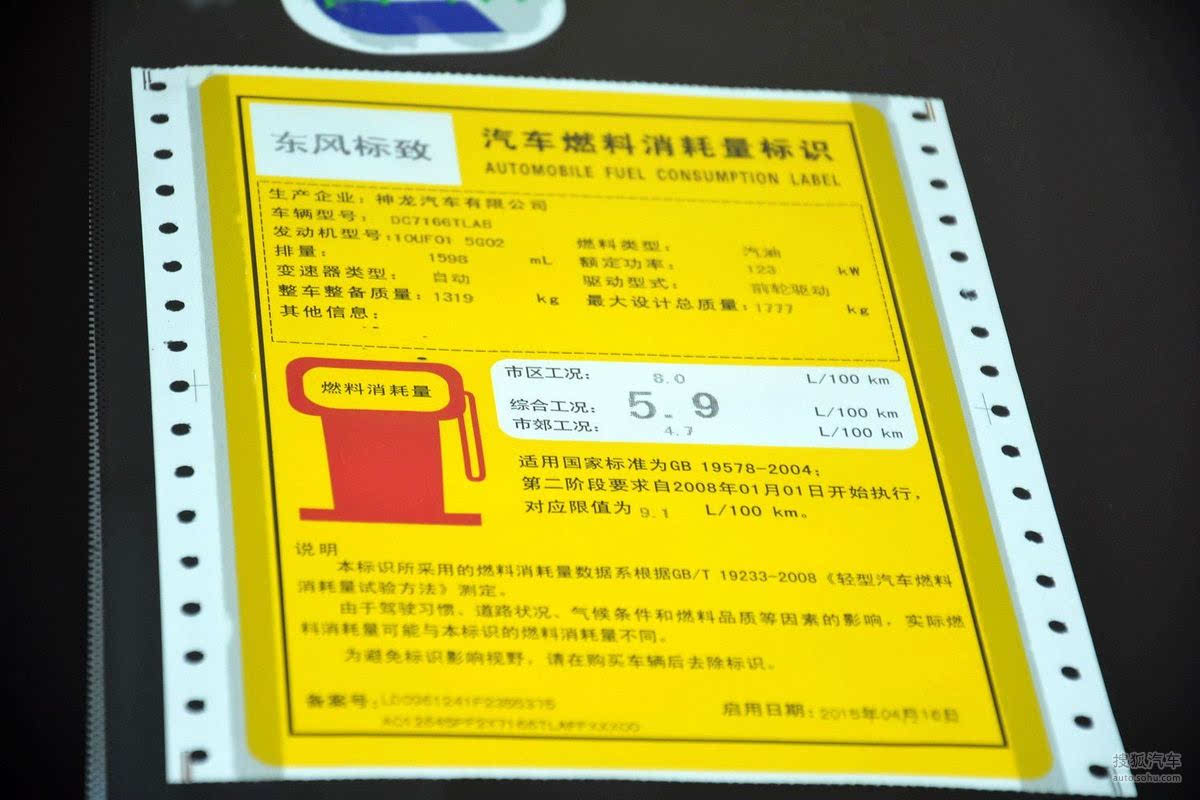 东风标致
汽车燃料消耗量标识
AUTOMOBILE FUEL CONSUMPTION LABEL
生产企业：神龙汽车有限公司
车辆型号： DC7166TLAB
发动机型号：10UF01 5G02 燃料类型： 汽油
排量： 1598 mL 额定功率： 123 kW
变速器类型： 自动 驱动型式： 前轮驱动
整车整备质量：1319 kg 最大设计总质量：1777 kg
其他信息： --
燃料消耗量
市区工况： 8.0 L/100 km
综合工况： 5.9 L/100 km
市郊工况： 4.7 L/100 km
适用国家标准为GB 19578-2004；
第二阶段要求自2008年01月01日开始执行，
对应限值为 9.1 L/100 km。
说明
本标识所采用的燃料消耗量数据系根据GB/T 19233-2008《轻型汽车燃料
消耗量试验方法》测定。
由于驾驶习惯、道路状况、气候条件和燃料品质等因素的影响，实际燃
料消耗量可能与本标识的燃料消耗量不同。
为避免标识影响视野，请在购买车辆后去除标识。
备案号： 启用日期：2015年04月16日
搜狐汽车
auto.sohu.com